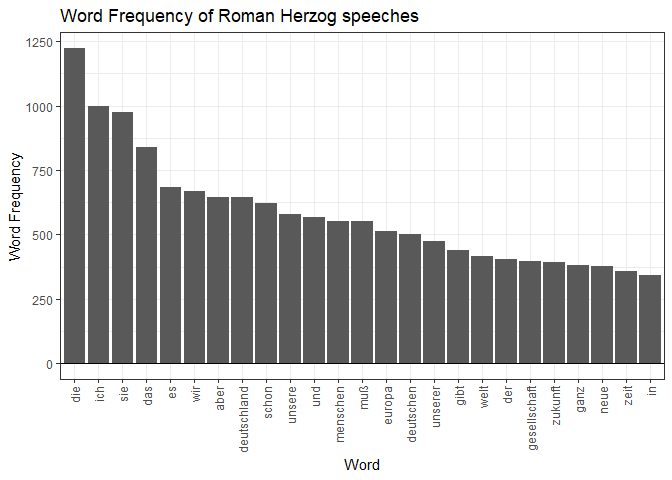 Word Frequency of Roman Herzog speeches
1250
1000
750
500
250
0
Word Frequency
die
ich
sie
das
es
wir
aber
deutschland
schon
unsere
und
menschen
muß
europa
deutschen
unserer
gibt
welt
der
gesellschaft
zukunft
ganz
neue
zeit
in
Word